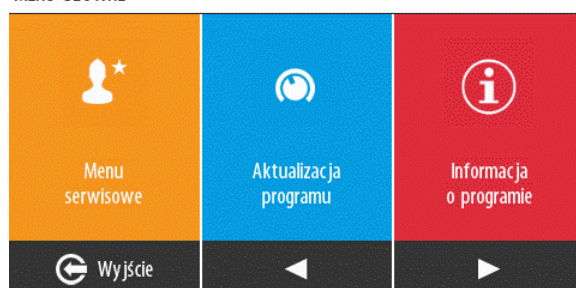 Menu
serwisowe
Aktualizacja
programu
Informacja
o programie
Wyjście